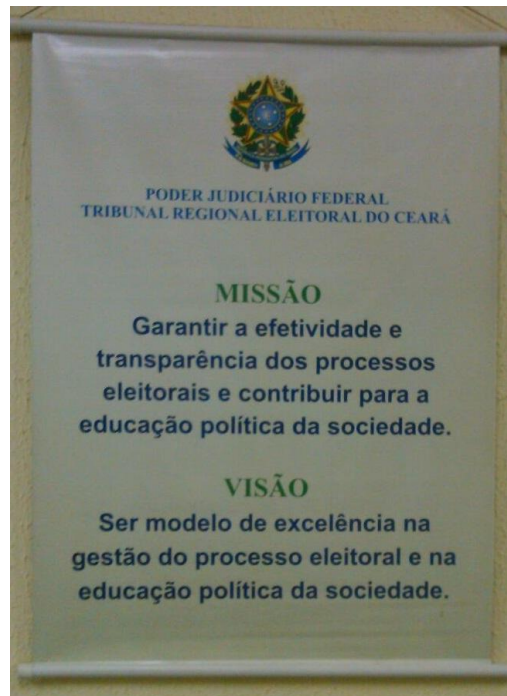 PODER JUDICIÁRIO FEDERAL
TRIBUNAL REGIONAL ELEITORAL DO CEARÁ
MISSÃO
Garantir a efetividade e
transparência dos processos
eleitorais e contribuir para a
educação política da sociedade.
VISÃO
Ser modelo de excelência na
gestão do processo eleitoral e na
educação política da sociedade.